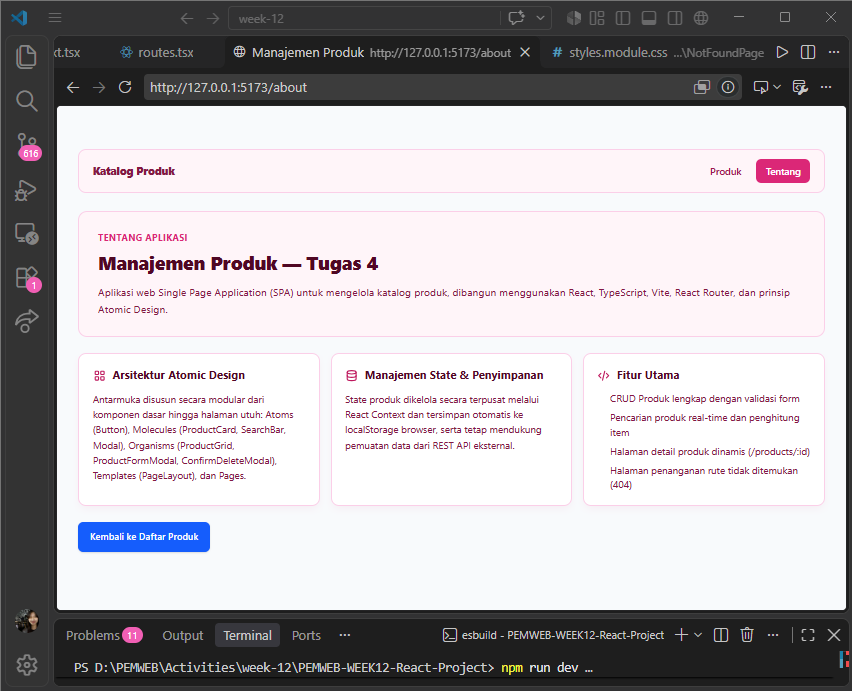 week-12
xt.tsx
routes.tsx
Manajemen Produk http://127.0.0.1:5173/about
styles.module.css ...\NotFoundPage
http://127.0.0.1:5173/about
616
1
Katalog Produk
Produk
Tentang
TENTANG APLIKASI
Manajemen Produk — Tugas 4
Aplikasi web Single Page Application (SPA) untuk mengelola katalog produk, dibangun menggunakan React, TypeScript, Vite, React Router, dan prinsip
Atomic Design.
Arsitektur Atomic Design
Antarmuka disusun secara modular dari
komponen dasar hingga halaman utuh: Atoms
(Button), Molecules (ProductCard, SearchBar,
Modal), Organisms (ProductGrid,
ProductFormModal, ConfirmDeleteModal),
Templates (PageLayout), dan Pages.
Manajemen State & Penyimpanan
State produk dikelola secara terpusat melalui
React Context dan tersimpan otomatis ke
localStorage browser, serta tetap mendukung
pemuatan data dari REST API eksternal.
Fitur Utama
CRUD Produk lengkap dengan validasi form
Pencarian produk real-time dan penghitung
item
Halaman detail produk dinamis (/products/:id)
Halaman penanganan rute tidak ditemukan
(404)
Kembali ke Daftar Produk
Problems 11
Output
Terminal
Ports
esbuild - PEMWEB-WEEK12-React-Project
PS D:\PEMWEB\Activities\week-12\PEMWEB-WEEK12-React-Project> npm run dev ...